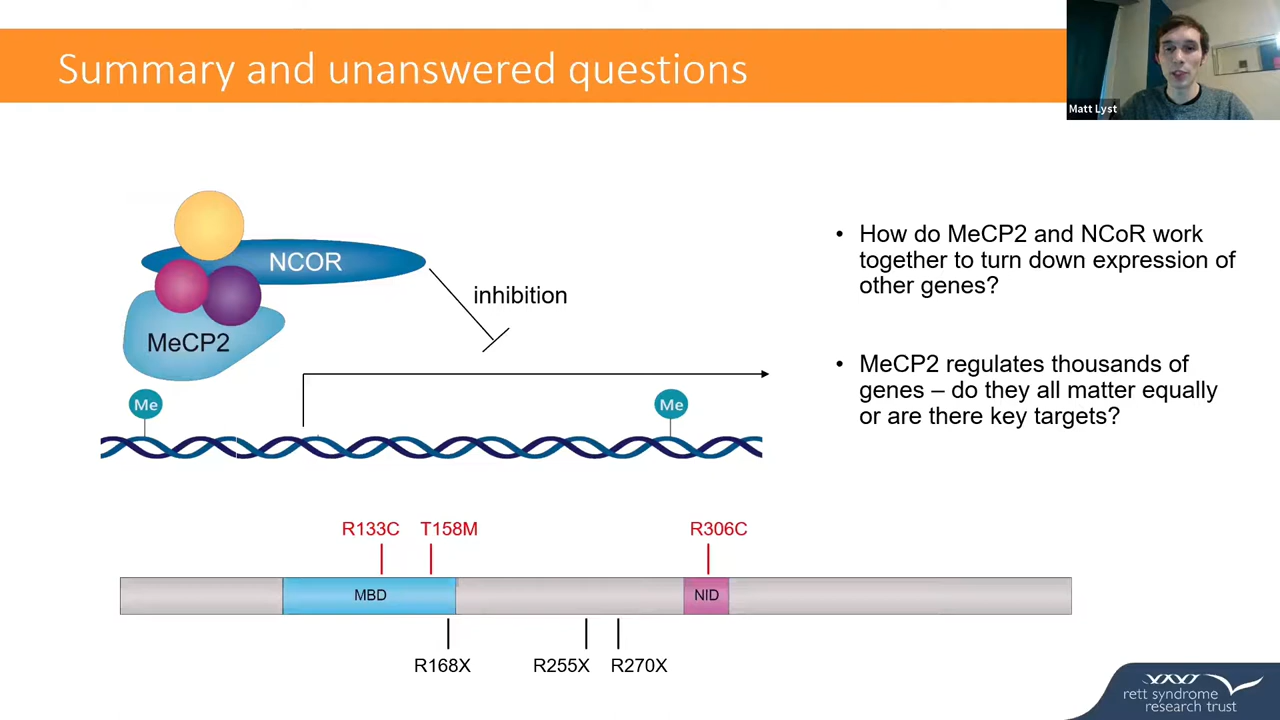 Summary and unanswered questions
Matt Lyst
NCOR
inhibition
MeCP2
Me
Me
• How do MeCP2 and NCoR work
together to turn down expression of
other genes?
• MeCP2 regulates thousands of
genes – do they all matter equally
or are there key targets?
R133C T158M R306C
MBD NID
R168X R255X R270X
rett syndrome
research trust